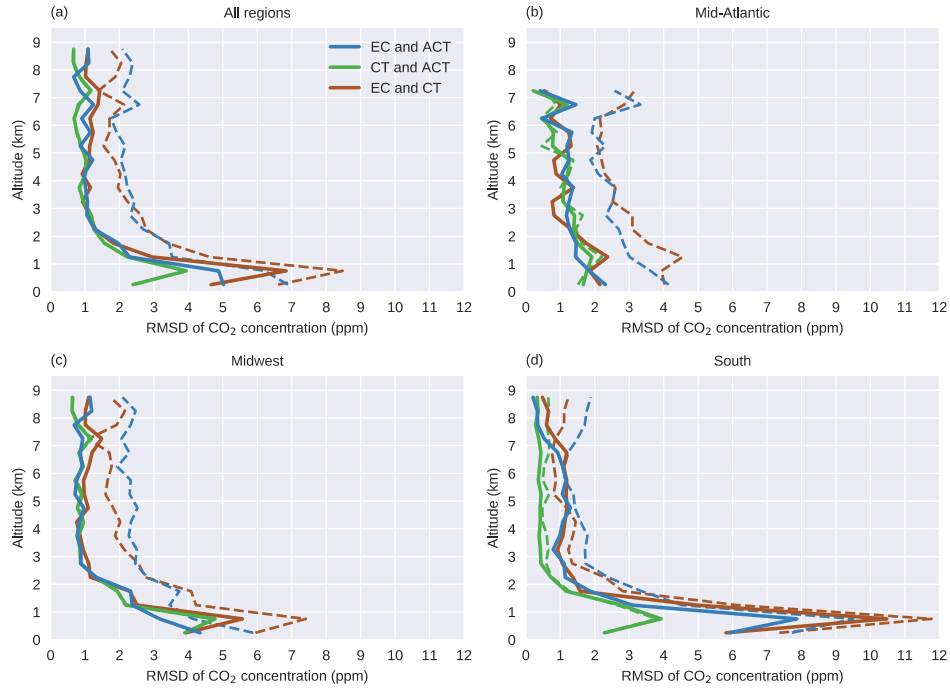 (a) All regions
9
8
7
6
5
4
3
2
1
0
Altitude (km)
EC and ACT
CT and ACT
EC and CT
0 1 2 3 4 5 6 7 8 9 10 11 12
RMSD of CO₂ concentration (ppm)
(b) Mid-Atlantic
9
8
7
6
5
4
3
2
1
0
Altitude (km)
0 1 2 3 4 5 6 7 8 9 10 11 12
RMSD of CO₂ concentration (ppm)
(c) Midwest
9
8
7
6
5
4
3
2
1
0
Altitude (km)
0 1 2 3 4 5 6 7 8 9 10 11 12
RMSD of CO₂ concentration (ppm)
(d) South
9
8
7
6
5
4
3
2
1
0
Altitude (km)
0 1 2 3 4 5 6 7 8 9 10 11 12
RMSD of CO₂ concentration (ppm)